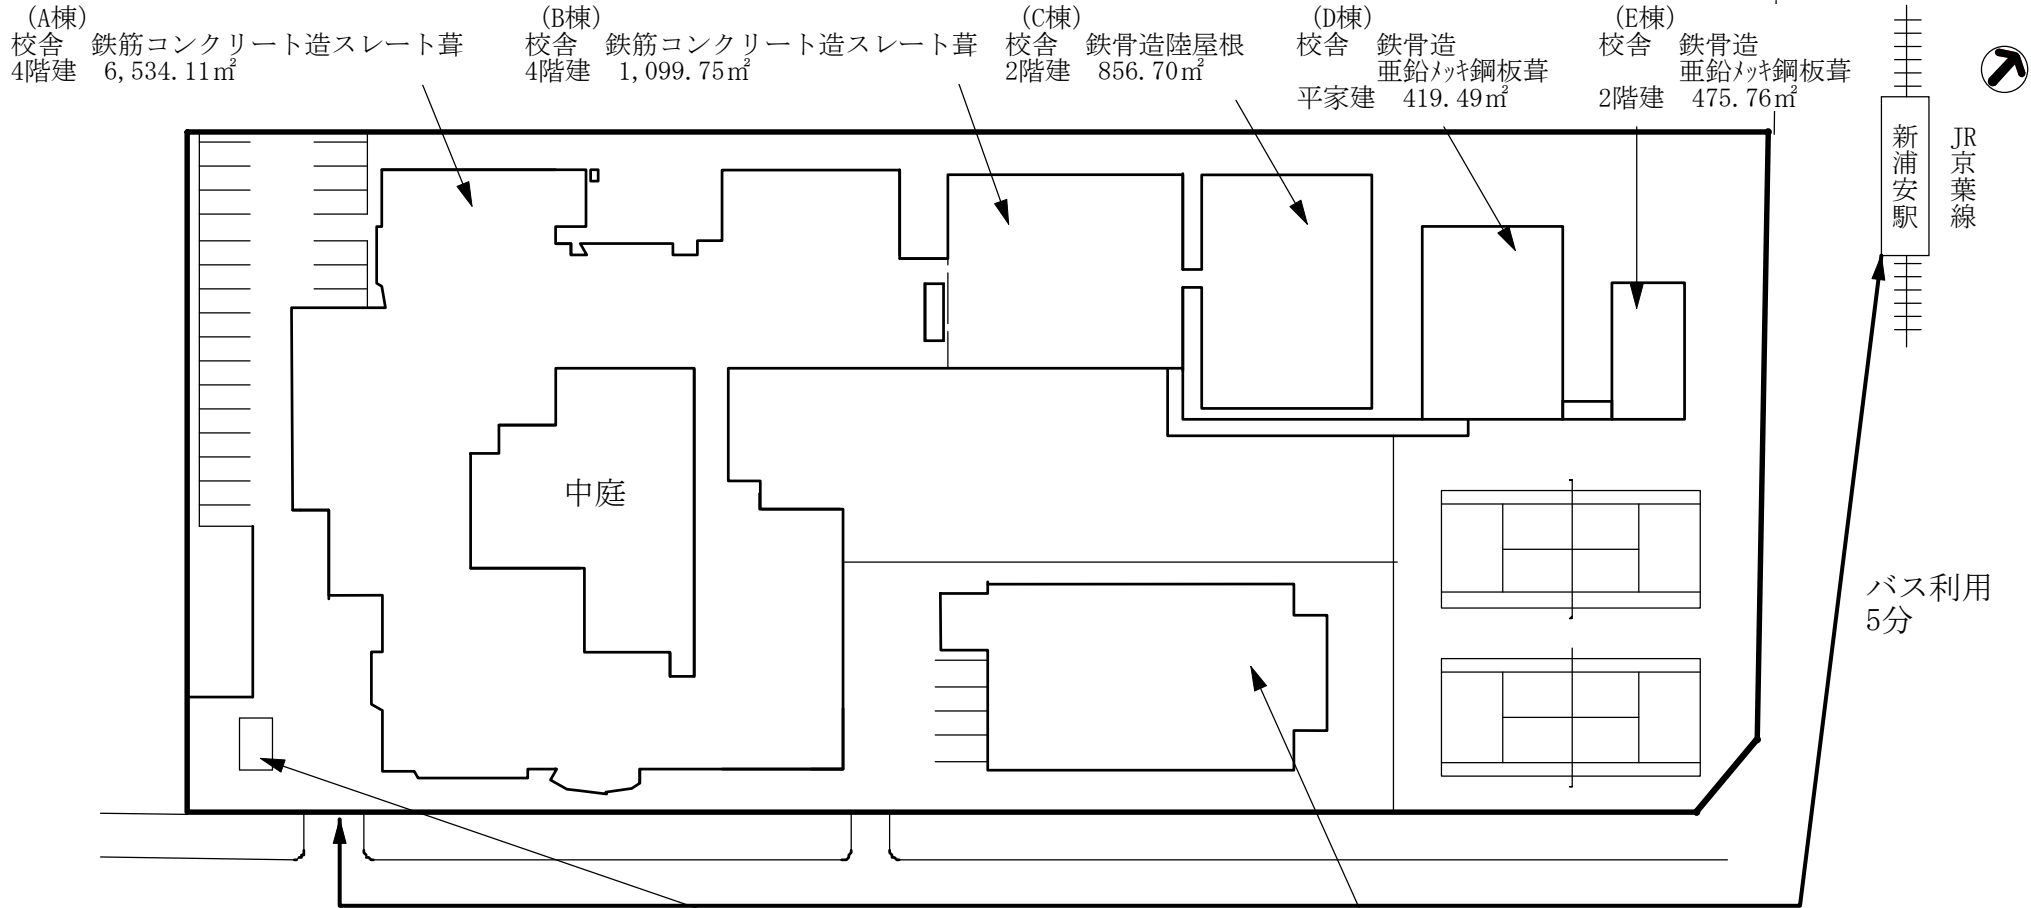 (A棟)
校舎 鉄筋コンクリート造スレート葺
4階建 6,534.11㎡
(B棟)
校舎 鉄筋コンクリート造スレート葺
4階建 1,099.75㎡
(C棟)
校舎 鉄骨造陸屋根
2階建 856.70㎡
(D棟)
校舎 鉄骨造
亜鉛ﾒｯｷ鋼板葺
平家建 419.49㎡
(E棟)
校舎 鉄骨造
亜鉛ﾒｯｷ鋼板葺
2階建 475.76㎡
新浦安駅
JR京葉線
中庭
バス利用
5分